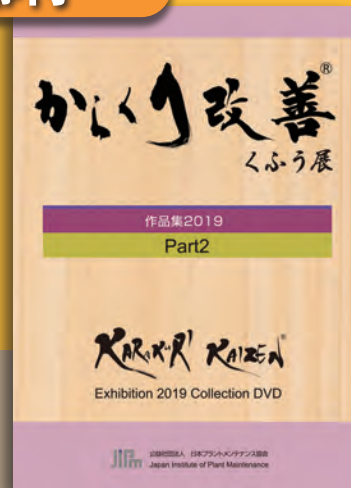 からくり改善®
くふう展
作品集2019
Part2
KARAKURI KAIZEN®
Exhibition 2019 Collection DVD
JIPM 公益社団法人 日本プラントメンテナンス協会
Japan Institute of Plant Maintenance